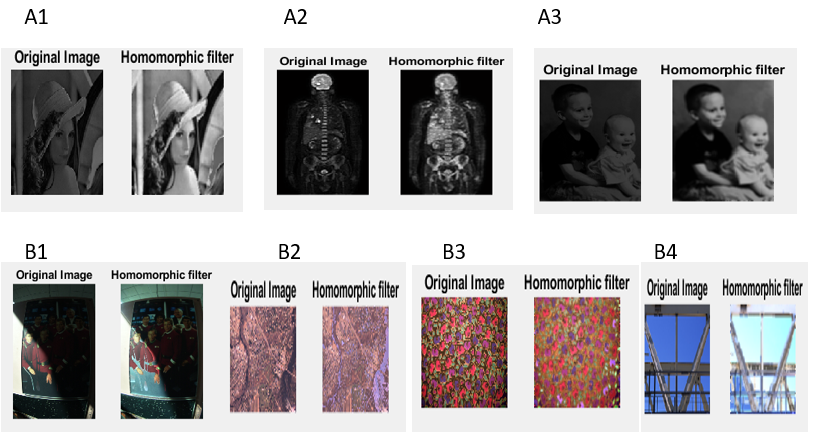 A1 A2 A3
Original Image Homomorphic filter Original Image Homomorphic filter Original Image Homomorphic filter
B1 B2 B3 B4
Original Image Homomorphic filter Original Image Homomorphic filter Original Image Homomorphic filter Original Image Homomorphic filter